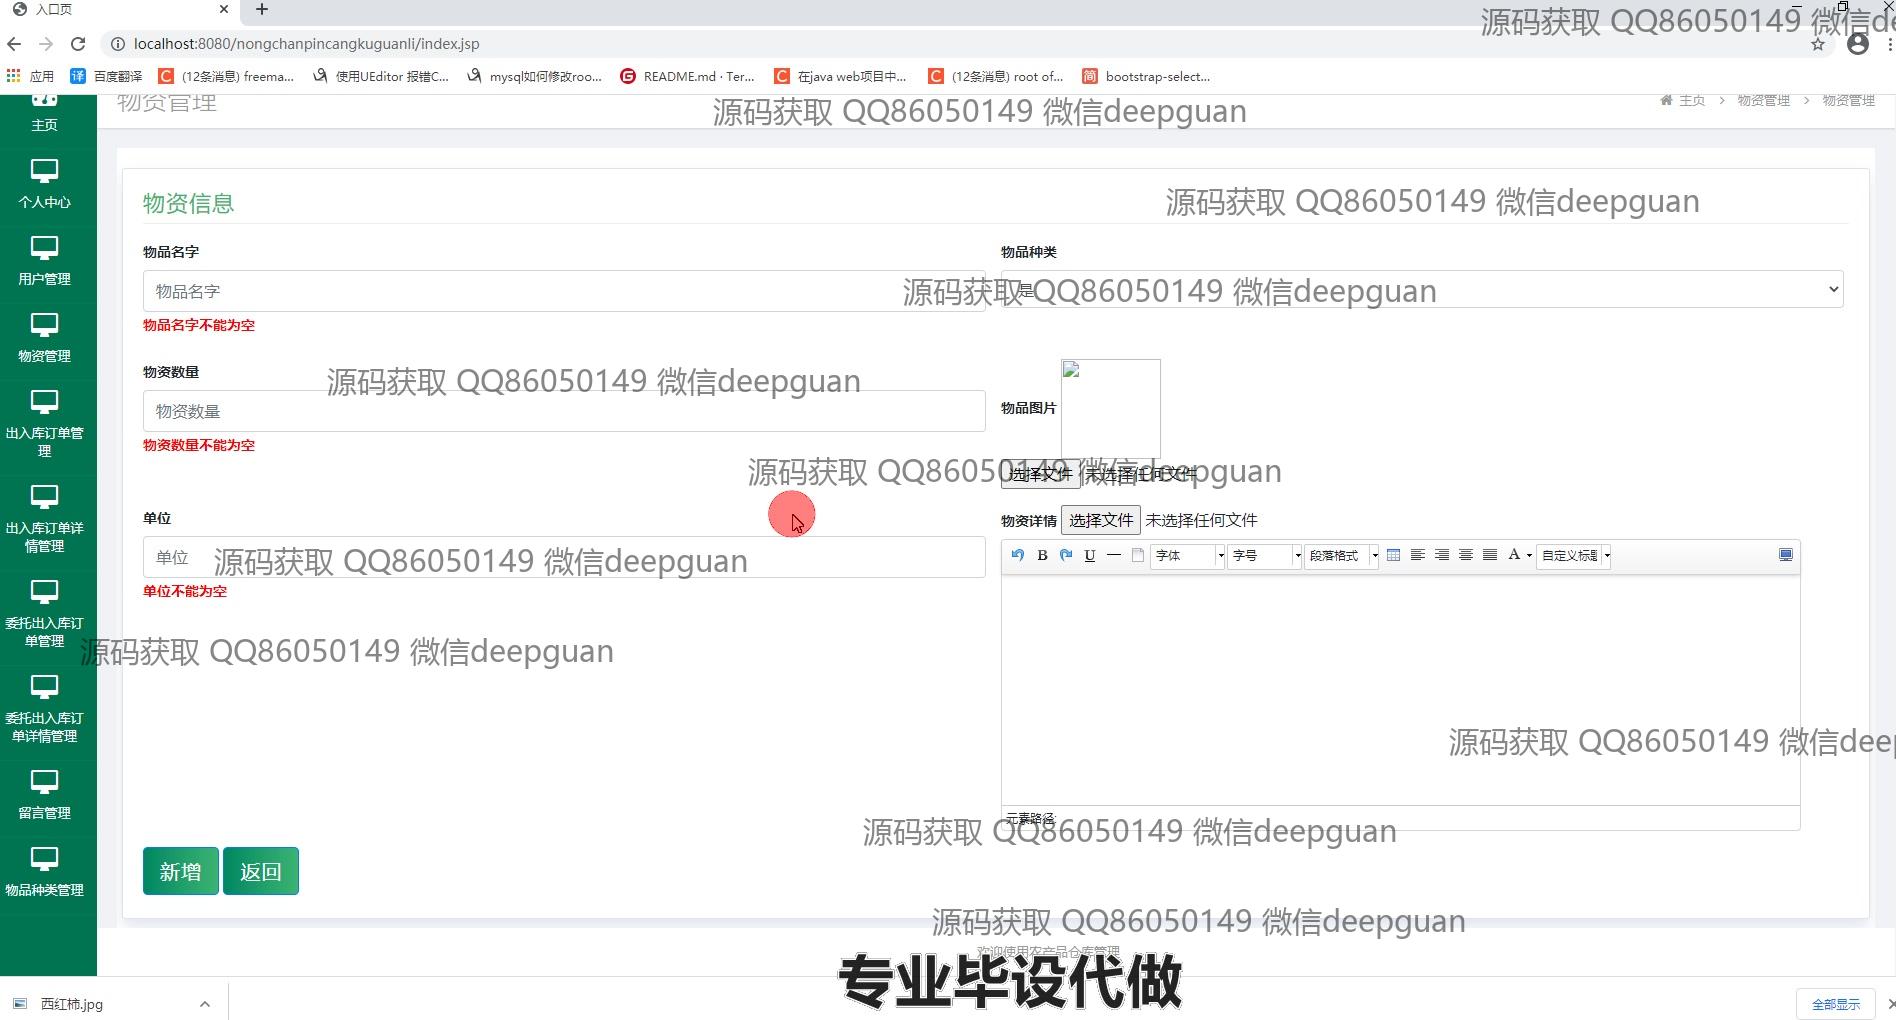 入口页
localhost:8080/nongchanpincangkuguanli/index.jsp
源码获取 QQ86050149 微信de
应用
百度翻译
(12条消息) freema...
使用UEditor 报错C...
mysql如何修改roo...
README.md · Ter...
在java web项目中...
(12条消息) root of...
bootstrap-select...
物资管理
源码获取 QQ86050149 微信deepguan
主页 > 物资管理 > 物资管理
主页
个人中心
用户管理
物资管理
出入库订单管
理
出入库订单详
情管理
委托出入库订
单管理
委托出入库订
单详情管理
留言管理
物品种类管理
物资信息
源码获取 QQ86050149 微信deepguan
物品名字
物品名字
物品名字不能为空
物品种类
是
源码获取 QQ86050149 微信deepguan
物资数量
源码获取 QQ86050149 微信deepguan
物资数量
物资数量不能为空
物品图片
选择文件 未选择任何文件
源码获取 QQ86050149 微信deepguan
单位
单位
源码获取 QQ86050149 微信deepguan
单位不能为空
物资详情 选择文件 未选择任何文件
B U 字体 字号 段落格式 A 自定义标题
源码获取 QQ86050149 微信deepguan
源码获取 QQ86050149 微信deep
元素路径:
源码获取 QQ86050149 微信deepguan
新增 返回
源码获取 QQ86050149 微信deepguan
欢迎使用农产品仓库管理
专业毕设代做
西红柿.jpg
全部显示